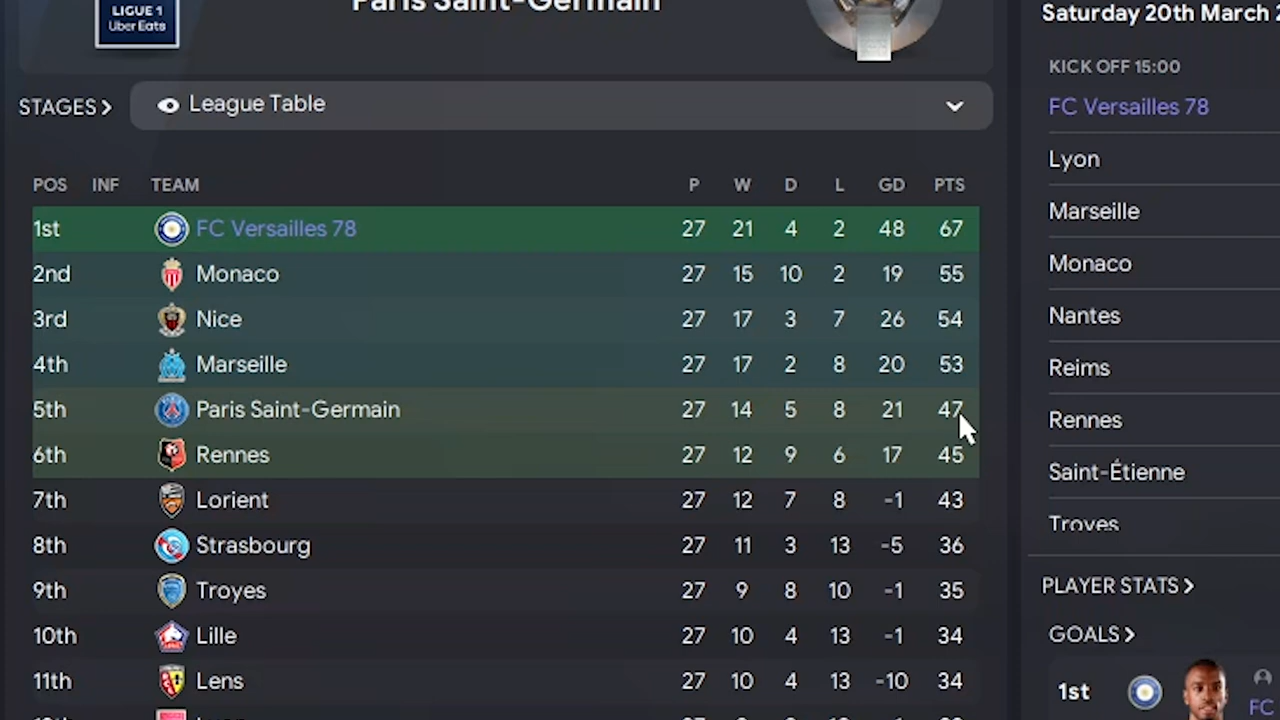 LIGUE 1
Uber Eats
Paris Saint-Germain
STAGES
League Table
POS INF TEAM P W D L GD PTS
1st FC Versailles 78 27 21 4 2 48 67
2nd Monaco 27 15 10 2 19 55
3rd Nice 27 17 3 7 26 54
4th Marseille 27 17 2 8 20 53
5th Paris Saint-Germain 27 14 5 8 21 47
6th Rennes 27 12 9 6 17 45
7th Lorient 27 12 7 8 -1 43
8th Strasbourg 27 11 3 13 -5 36
9th Troyes 27 9 8 10 -1 35
10th Lille 27 10 4 13 -1 34
11th Lens 27 10 4 13 -10 34
Saturday 20th March
KICK OFF 15:00
FC Versailles 78
Lyon
Marseille
Monaco
Nantes
Reims
Rennes
Saint-Étienne
Troyes
PLAYER STATS
GOALS
1st FC